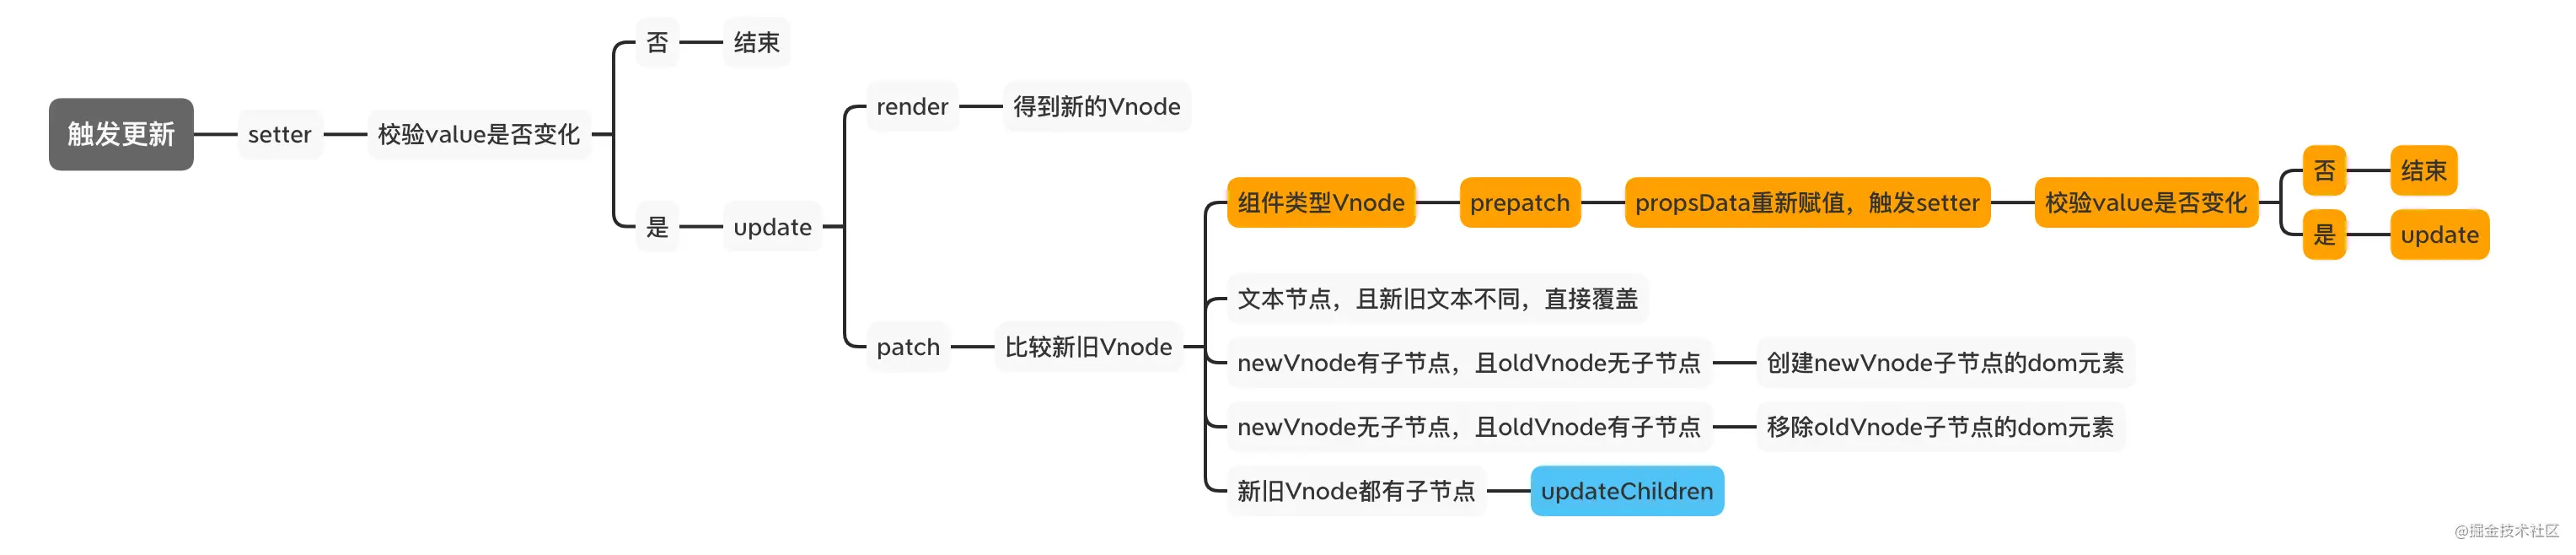 触发更新
setter
校验value是否变化
否
结束
是
update
render
得到新的Vnode
patch
比较新旧Vnode
组件类型Vnode
prepatch
propsData重新赋值，触发setter
校验value是否变化
否
结束
是
update
文本节点，且新旧文本不同，直接覆盖
newVnode有子节点，且oldVnode无子节点
创建newVnode子节点的dom元素
newVnode无子节点，且oldVnode有子节点
移除oldVnode子节点的dom元素
新旧Vnode都有子节点
updateChildren
@掘金技术社区